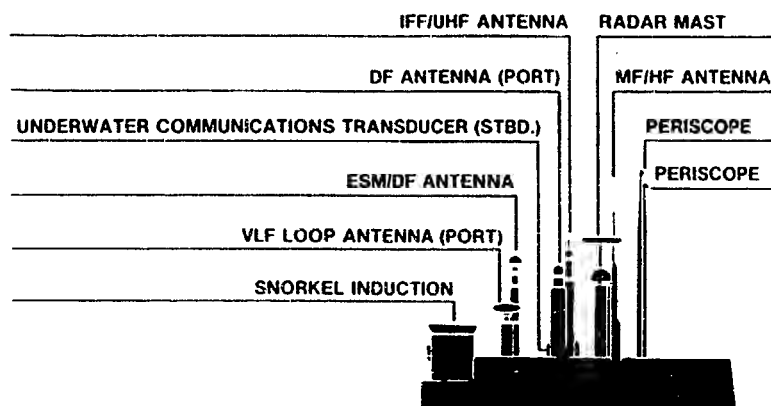 IFF/UHF ANTENNA RADAR MAST
DF ANTENNA (PORT) MF/HF ANTENNA
UNDERWATER COMMUNICATIONS TRANSDUCER (STBD.) PERISCOPE
ESM/DF ANTENNA PERISCOPE
VLF LOOP ANTENNA (PORT)
SNORKEL INDUCTION